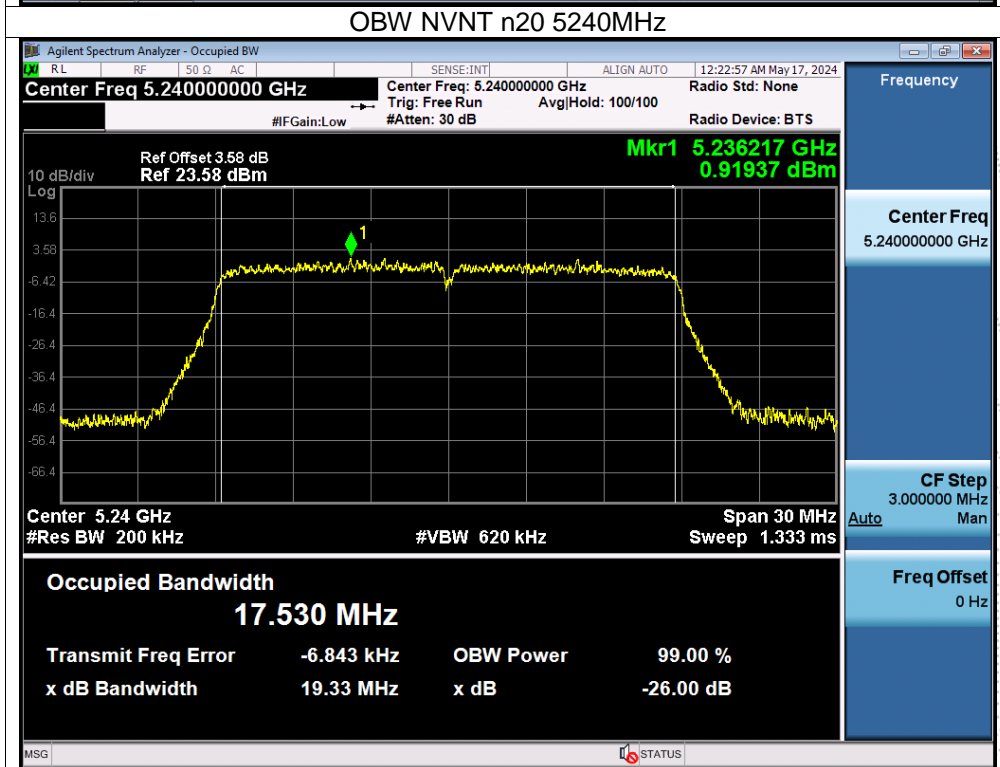 OBW NVNT n20 5240MHz
Agilent Spectrum Analyzer - Occupied BW
LXI RL RF 50 Ω AC SENSE:INT ALIGN AUTO 12:22:57 AM May 17, 2024
Center Freq 5.240000000 GHz
Center Freq: 5.240000000 GHz Radio Std: None
Trig: Free Run Avg|Hold: 100/100
#IFGain:Low #Atten: 30 dB Radio Device: BTS
Mkr1 5.236217 GHz
0.91937 dBm
Ref Offset 3.58 dB
10 dB/div Ref 23.58 dBm
Log
13.6
1
3.58
-6.42
-16.4
-26.4
-36.4
-46.4
-56.4
-66.4
Center 5.24 GHz Span 30 MHz
#Res BW 200 kHz #VBW 620 kHz Sweep 1.333 ms
Occupied Bandwidth
17.530 MHz
Transmit Freq Error -6.843 kHz OBW Power 99.00 %
x dB Bandwidth 19.33 MHz x dB -26.00 dB
Frequency
Center Freq
5.240000000 GHz
CF Step
3.000000 MHz
Auto Man
Freq Offset
0 Hz
MSG STATUS